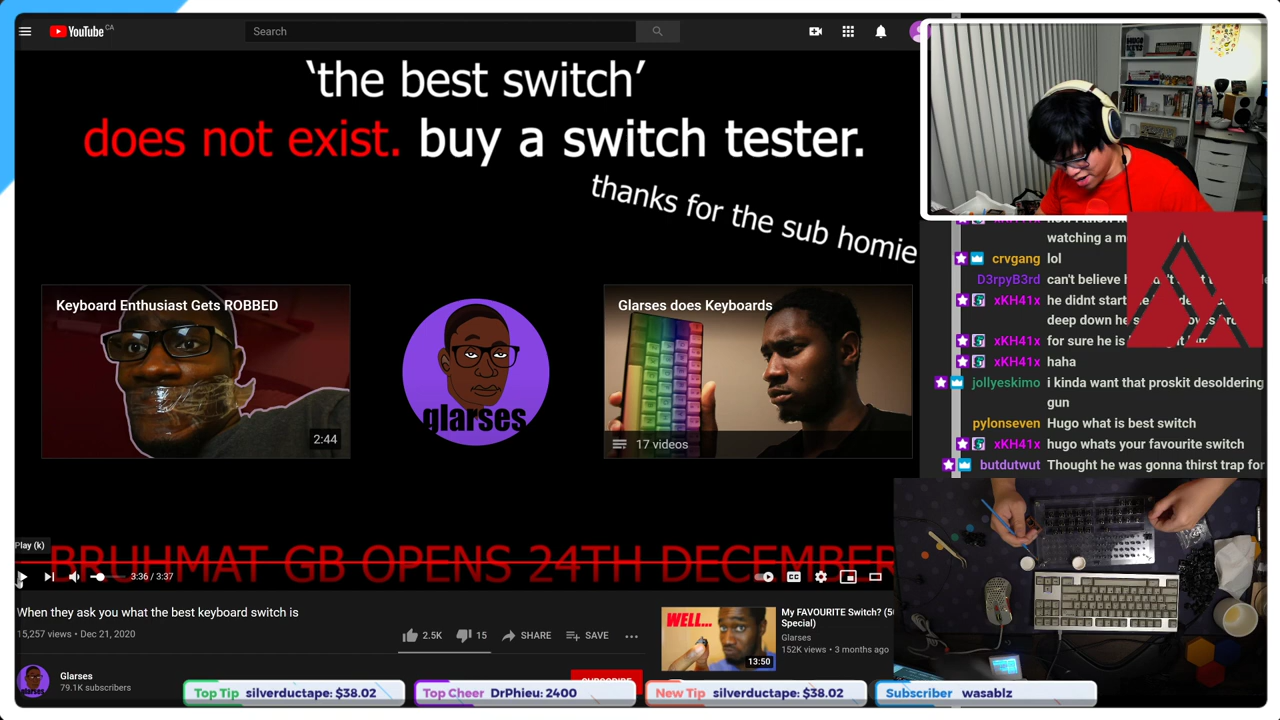 YouTube CA
Search
'the best switch'
does not exist. buy a switch tester.
thanks for the sub homie
Keyboard Enthusiast Gets ROBBED
2:44
glarses
Glarses does Keyboards
17 videos
Play (k)
BRUHMAT GB OPENS 24TH DECEMBER
3:36 / 3:37
When they ask you what the best keyboard switch is
15,257 views • Dec 21, 2020
2.5K
15
SHARE
SAVE
WELL...
13:50
My FAVOURITE Switch? (5
Special)
Glarses
152K views • 3 months ago
glarses
Glarses
79.1K subscribers
watching a m
crvgang lol
D3rpyB3rd can't believe h
xKH41x he didnt start
deep down he s
xKH41x for sure he is
xKH41x haha
jollyeskimo i kinda want that proskit desoldering
gun
pylonseven Hugo what is best switch
xKH41x hugo whats your favourite switch
butdutwut Thought he was gonna thirst trap for
Top Tip silverductape: $38.02
Top Cheer DrPhieu: 2400
New Tip silverductape: $38.02
Subscriber wasablz